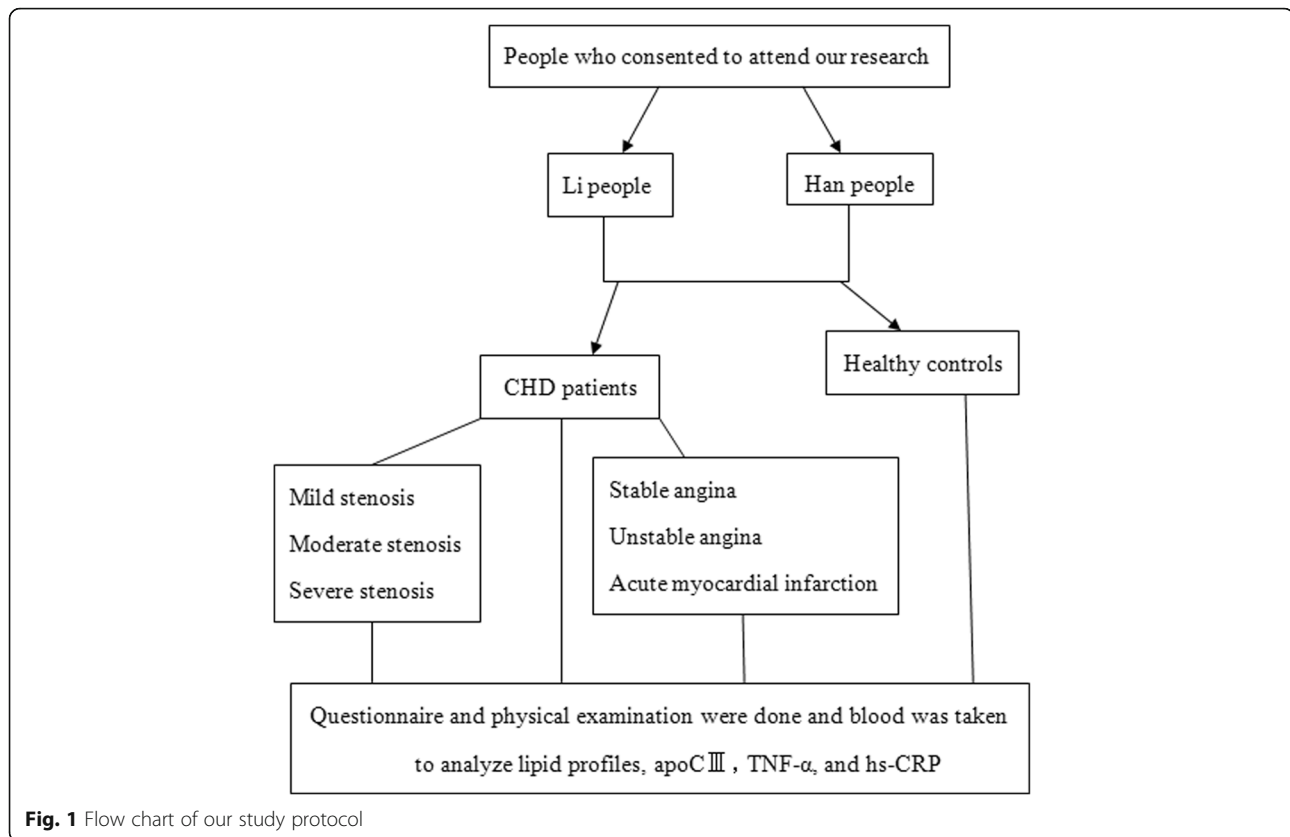 People who consented to attend our research
Li people
Han people
CHD patients
Healthy controls
Mild stenosis
Moderate stenosis
Severe stenosis
Stable angina
Unstable angina
Acute myocardial infarction
Questionnaire and physical examination were done and blood was taken
to analyze lipid profiles, apoCⅢ, TNF-α, and hs-CRP
Fig. 1 Flow chart of our study protocol